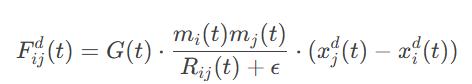 F_{ij}^{d}(t) = G(t) \cdot \frac{m_i(t) m_j(t)}{R_{ij}(t) + \epsilon} \cdot (x_j^d(t) - x_i^d(t))